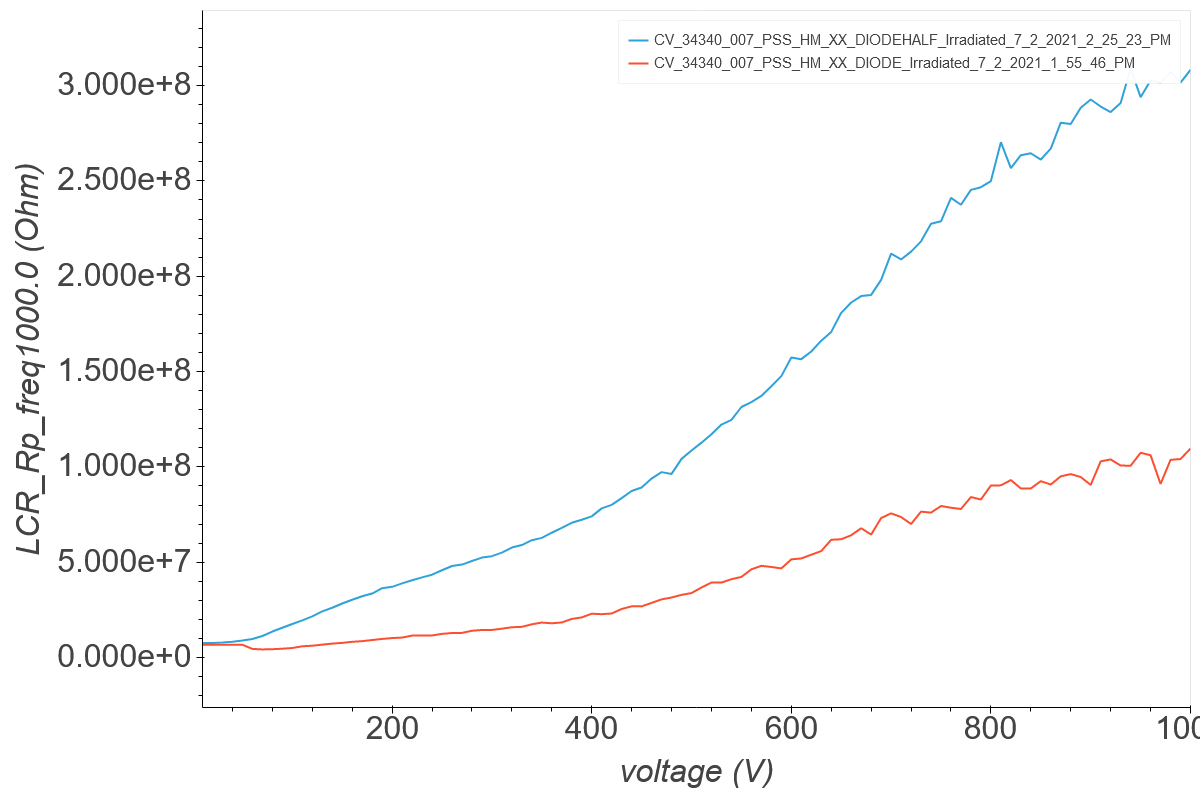 CV_34340_007_PSS_HM_XX_DIODEHALF_Irradiated_7_2_2021_2_25_23_PM
CV_34340_007_PSS_HM_XX_DIODE_Irradiated_7_2_2021_1_55_46_PM
3.000e+8
2.500e+8
2.000e+8
1.500e+8
1.000e+8
5.000e+7
0.000e+0
LCR_Rp_freq1000.0 (Ohm)
200 400 600 800 100
voltage (V)